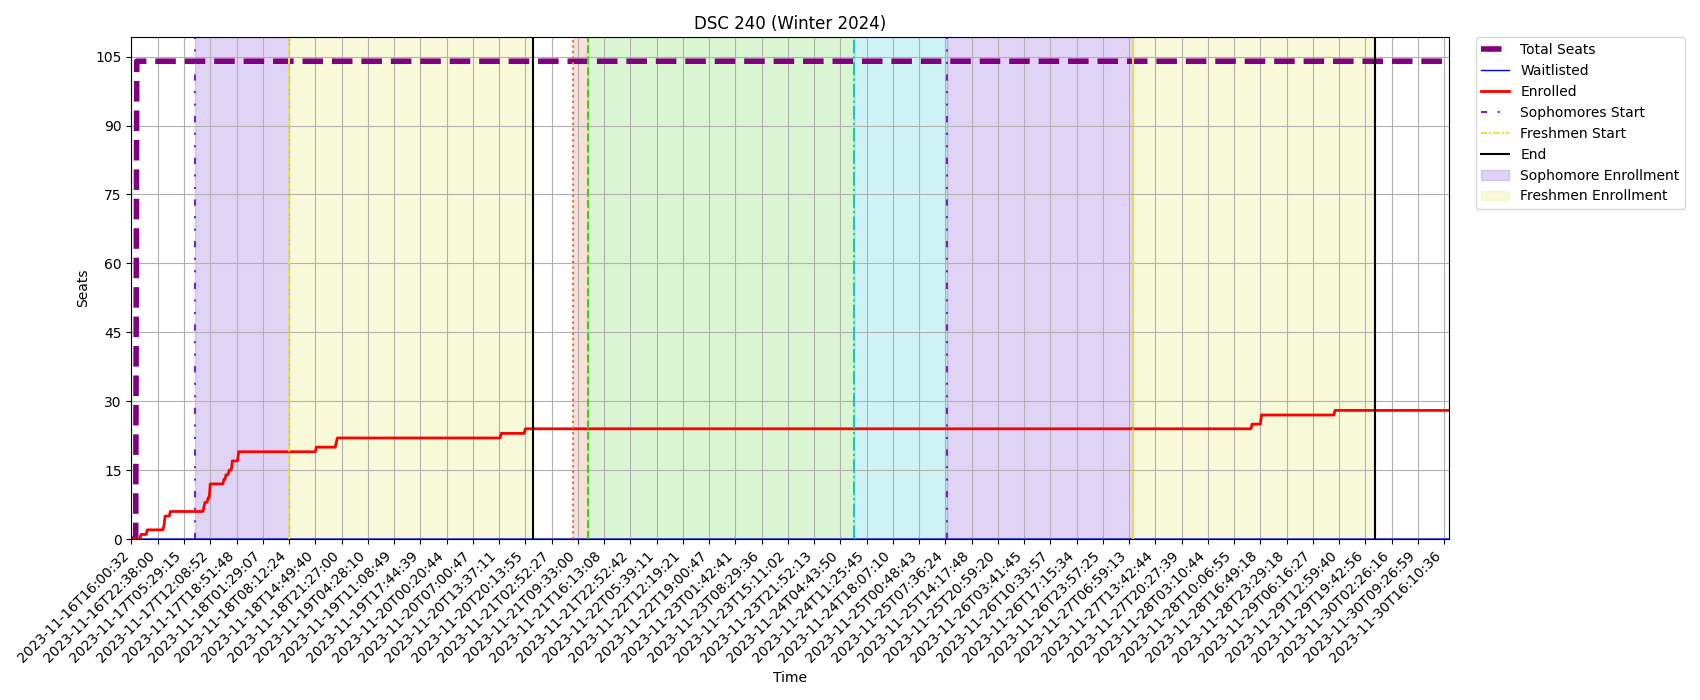 DSC 240 (Winter 2024)
105
90
75
60
45
30
15
0
Seats
2023-11-16T16:00:32
2023-11-16T22:38:00
2023-11-17T05:29:15
2023-11-17T12:08:52
2023-11-17T18:51:48
2023-11-18T01:29:07
2023-11-18T08:12:24
2023-11-18T14:49:40
2023-11-18T21:27:00
2023-11-19T04:28:10
2023-11-19T11:08:49
2023-11-19T17:44:39
2023-11-20T00:20:44
2023-11-20T07:00:47
2023-11-20T13:37:11
2023-11-20T20:13:55
2023-11-21T02:52:27
2023-11-21T09:33:00
2023-11-21T16:13:08
2023-11-21T22:52:42
2023-11-22T05:39:11
2023-11-22T12:19:21
2023-11-22T19:00:47
2023-11-23T01:42:41
2023-11-23T08:29:36
2023-11-23T15:11:02
2023-11-23T21:52:13
2023-11-24T04:43:50
2023-11-24T11:25:45
2023-11-24T18:07:10
2023-11-25T00:48:43
2023-11-25T07:36:24
2023-11-25T14:17:48
2023-11-25T20:59:20
2023-11-26T03:41:45
2023-11-26T10:33:57
2023-11-26T17:15:34
2023-11-26T23:57:25
2023-11-27T06:59:13
2023-11-27T13:42:44
2023-11-27T20:27:39
2023-11-28T03:10:44
2023-11-28T10:06:55
2023-11-28T16:49:18
2023-11-28T23:29:18
2023-11-29T06:16:27
2023-11-29T12:59:40
2023-11-29T19:42:56
2023-11-30T02:26:16
2023-11-30T09:26:59
2023-11-30T16:10:36
Time
Total Seats
Waitlisted
Enrolled
Sophomores Start
Freshmen Start
End
Sophomore Enrollment
Freshmen Enrollment